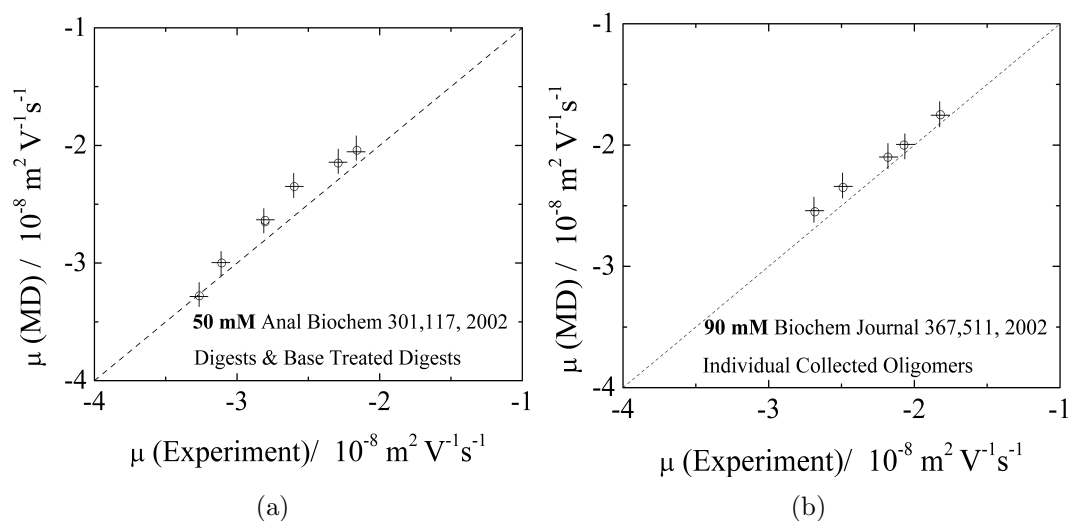 -1
-2
-3
-4
μ (MD) / 10⁻⁸ m² V⁻¹s⁻¹
50 mM Anal Biochem 301,117, 2002
Digests & Base Treated Digests
-4 -3 -2 -1
μ (Experiment)/ 10⁻⁸ m² V⁻¹s⁻¹
(a)
-1
-2
-3
-4
μ (MD) / 10⁻⁸ m² V⁻¹s⁻¹
90 mM Biochem Journal 367,511, 2002
Individual Collected Oligomers
-4 -3 -2 -1
μ (Experiment)/ 10⁻⁸ m² V⁻¹s⁻¹
(b)